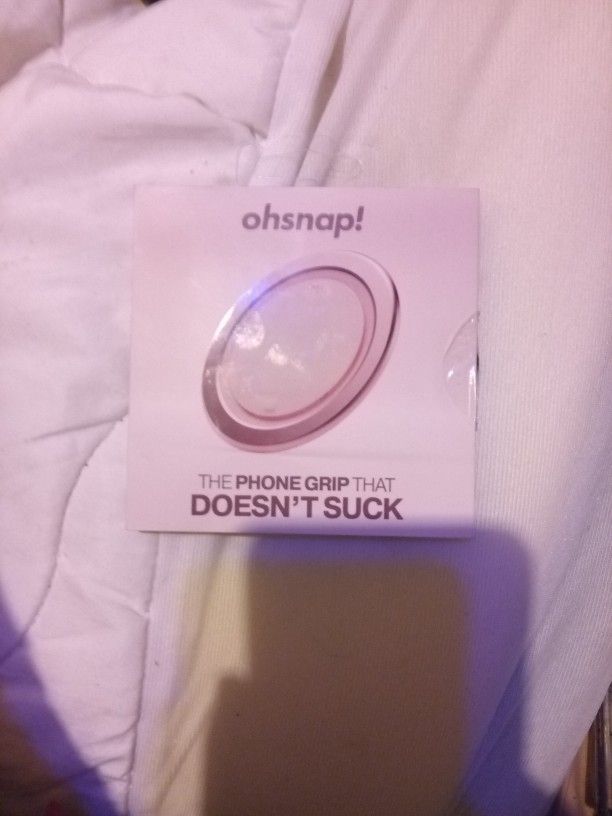 ohsnap!
THE PHONE GRIP THAT
DOESN'T SUCK